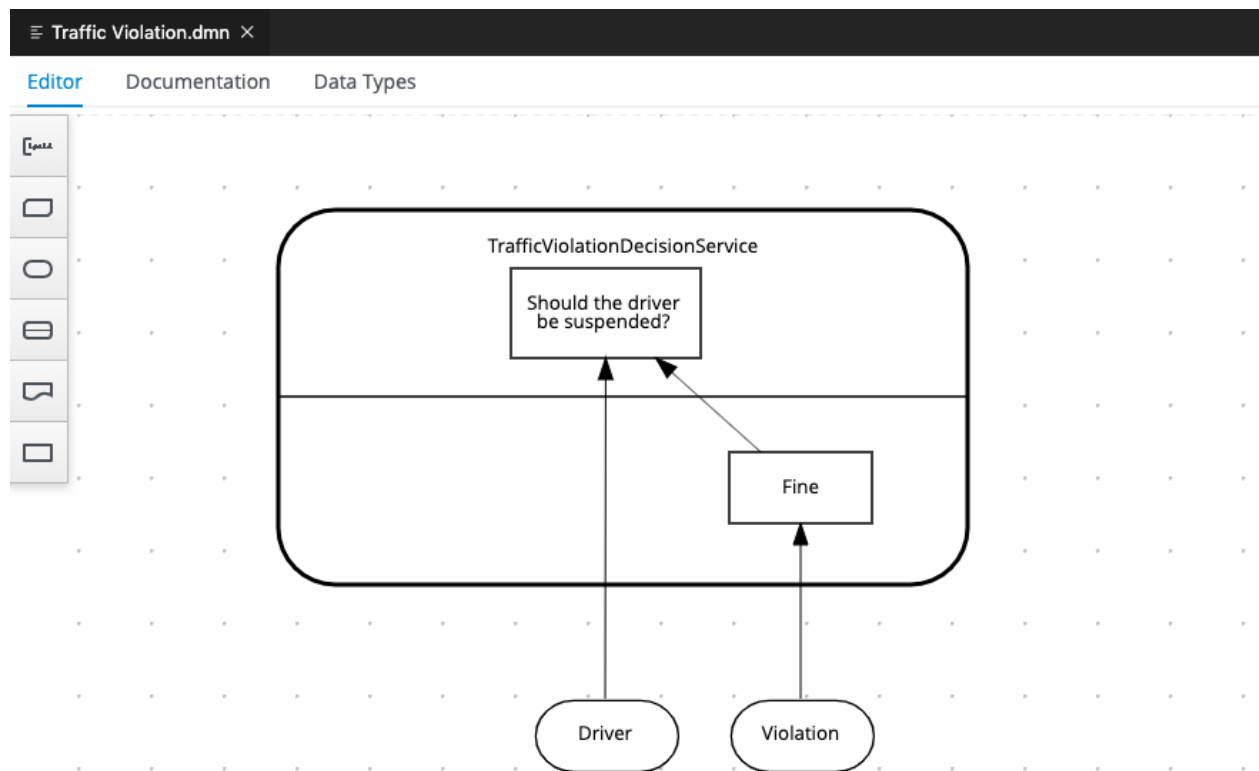 Traffic Violation.dmn
Editor Documentation Data Types
TrafficViolationDecisionService
Should the driver
be suspended?
Fine
Driver Violation